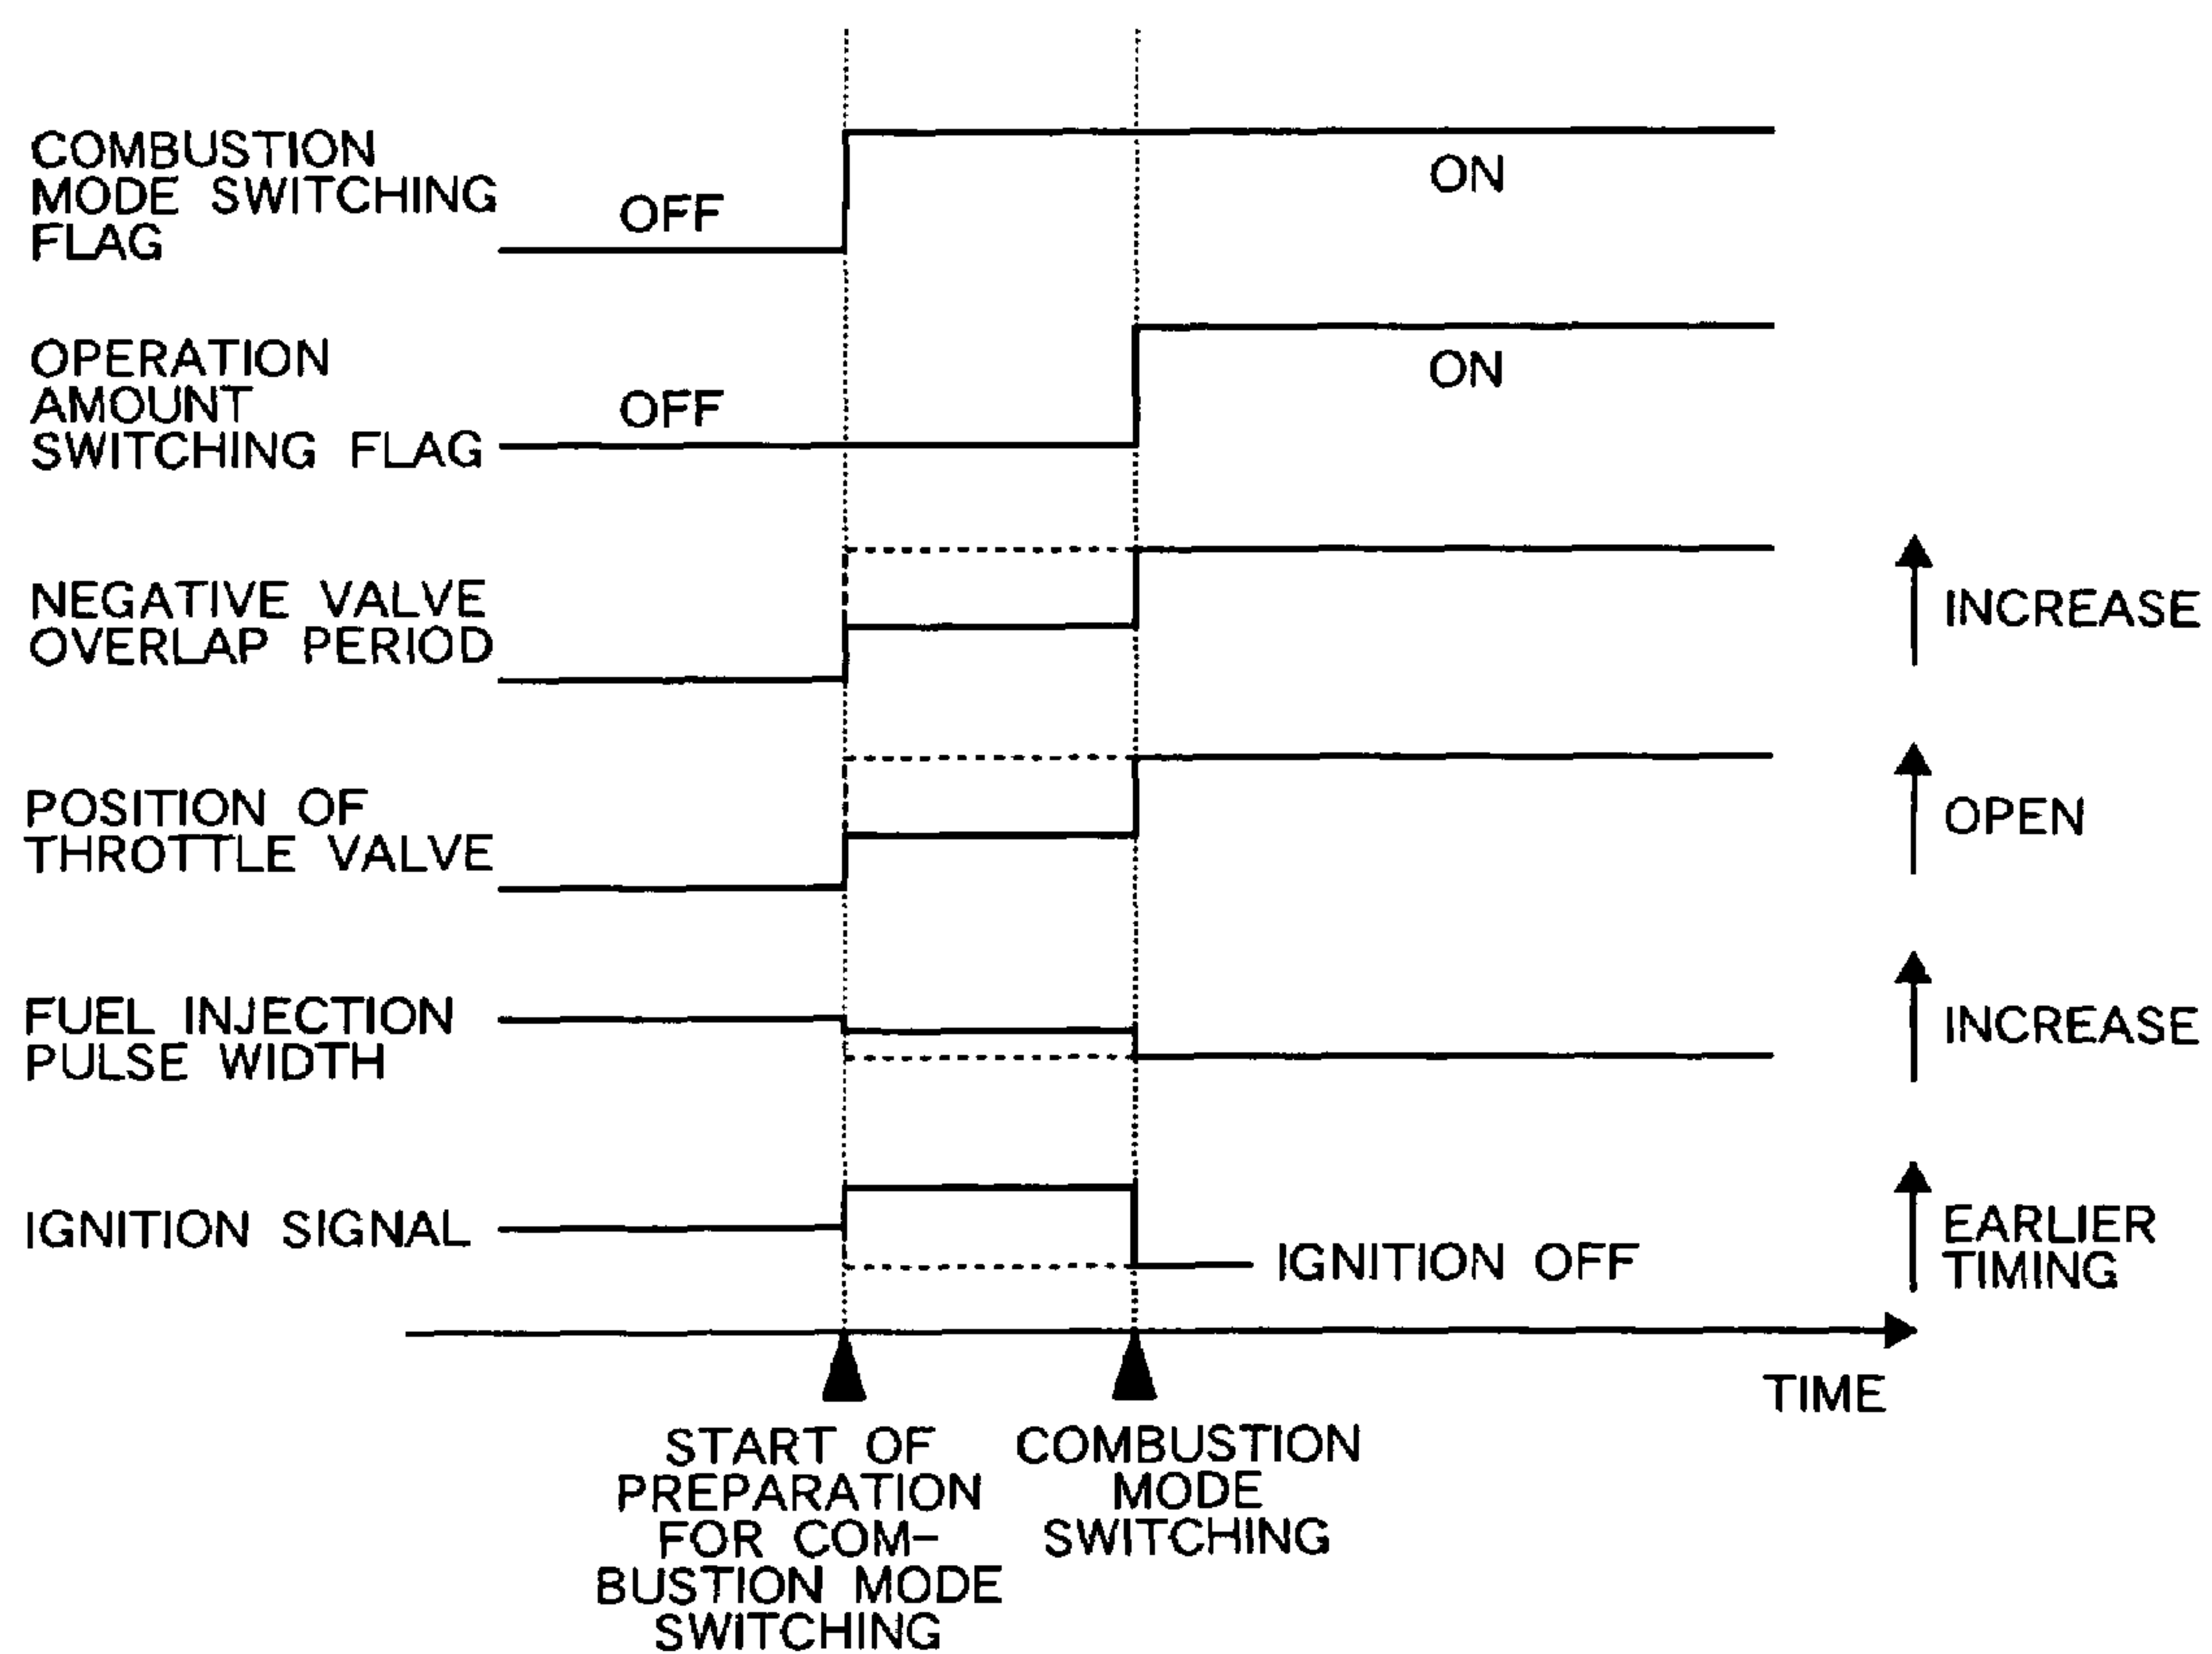 COMBUSTION
MODE SWITCHING
FLAG
OFF
ON
OPERATION
AMOUNT
SWITCHING FLAG
OFF
ON
NEGATIVE VALVE
OVERLAP PERIOD
INCREASE
POSITION OF
THROTTLE VALVE
OPEN
FUEL INJECTION
PULSE WIDTH
INCREASE
IGNITION SIGNAL
IGNITION OFF
EARLIER
TIMING
TIME
START OF
PREPARATION
FOR COM-
BUSTION MODE
SWITCHING
COMBUSTION
MODE
SWITCHING